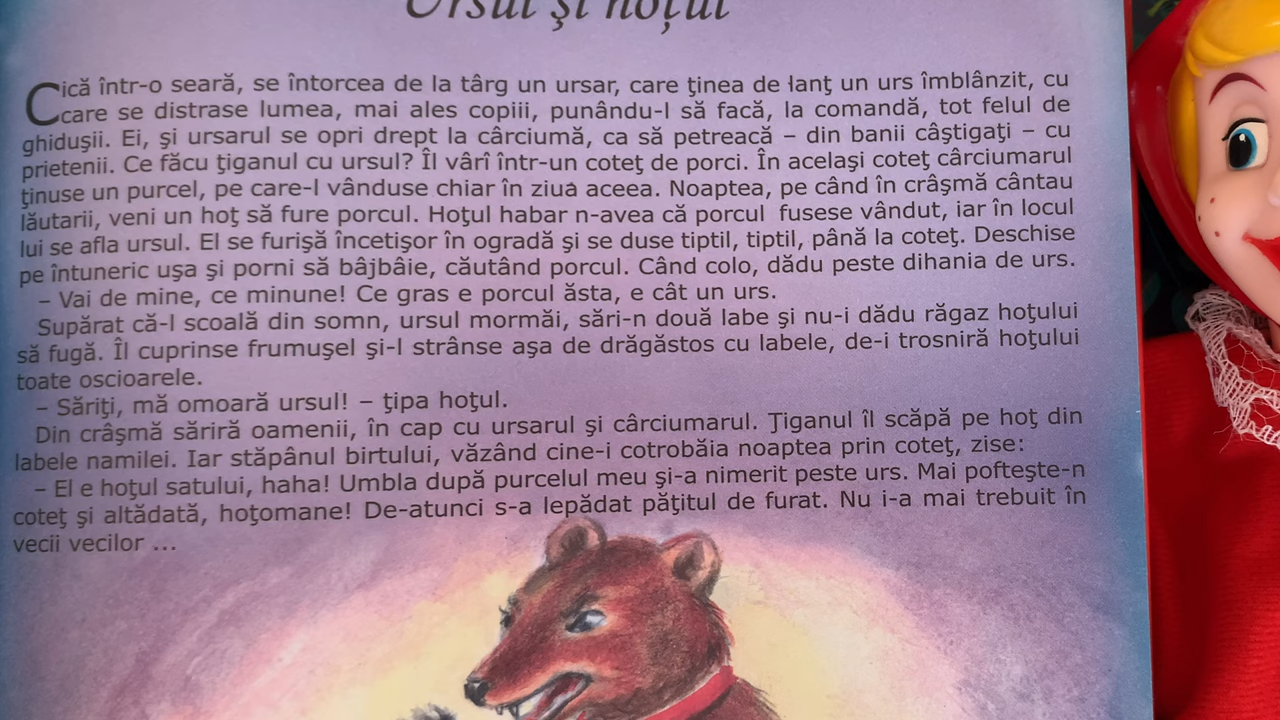 Ursul şi hoţul
Cică într-o seară, se întorcea de la târg un ursar, care ţinea de lanţ un urs îmblânzit, cu
care se distrase lumea, mai ales copiii, punându-l să facă, la comandă, tot felul de
ghiduşii. Ei, şi ursarul se opri drept la cârciumă, ca să petreacă – din banii câştigaţi – cu
prietenii. Ce făcu ţiganul cu ursul? Îl vârî într-un coteţ de porci. În acelaşi coteţ cârciumarul
ţinuse un purcel, pe care-l vânduse chiar în ziua aceea. Noaptea, pe când în crâşmă cântau
lăutarii, veni un hoţ să fure porcul. Hoţul habar n-avea că porcul fusese vândut, iar în locul
lui se afla ursul. El se furişă încetişor în ogradă şi se duse tiptil, tiptil, până la coteţ. Deschise
pe întuneric uşa şi porni să bâjbâie, căutând porcul. Când colo, dădu peste dihania de urs.
– Vai de mine, ce minune! Ce gras e porcul ăsta, e cât un urs.
Supărat că-l scoală din somn, ursul mormăi, sări-n două labe şi nu-i dădu răgaz hoţului
să fugă. Îl cuprinse frumuşel şi-l strânse aşa de drăgăstos cu labele, de-i trosniră hoţului
toate oscioarele.
– Săriţi, mă omoară ursul! – ţipa hoţul.
Din crâşmă săriră oamenii, în cap cu ursarul şi cârciumarul. Ţiganul îl scăpă pe hoţ din
labele namilei. Iar stăpânul birtului, văzând cine-i cotrobăia noaptea prin coteţ, zise:
– El e hoţul satului, haha! Umbla după purcelul meu şi-a nimerit peste urs. Mai pofteşte-n
coteţ şi altădată, hoţomane! De-atunci s-a lepădat păţitul de furat. Nu i-a mai trebuit în
vecii vecilor ...